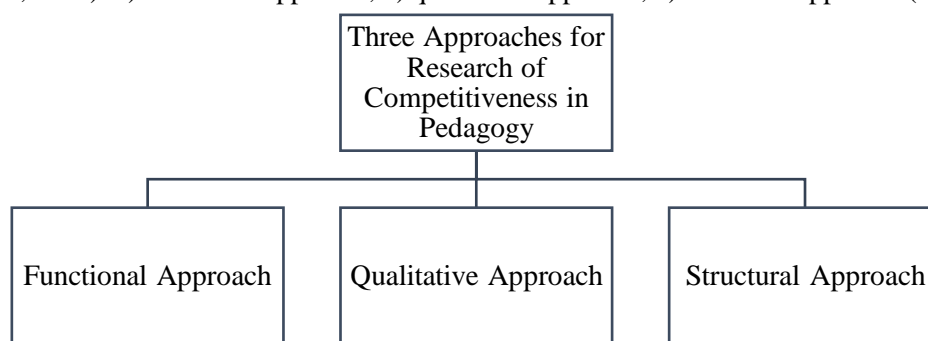 Three Approaches for
Research of
Competitiveness in
Pedagogy
Functional Approach
Qualitative Approach
Structural Approach